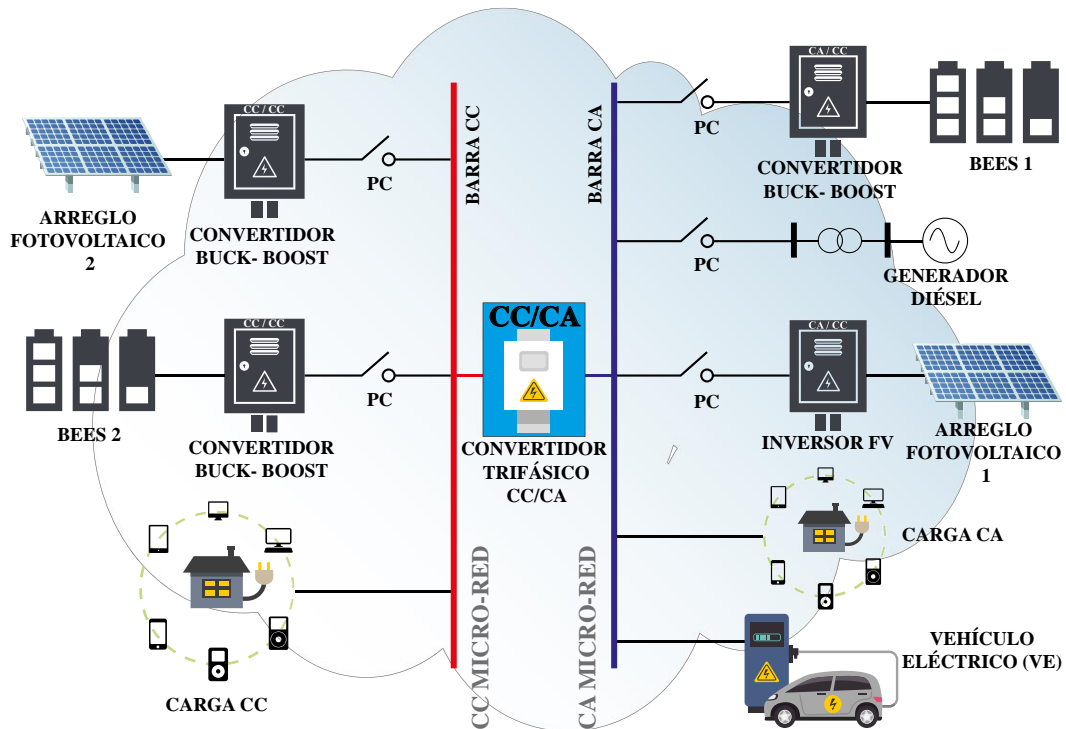 CC / CC
PC
ARREGLO
FOTOVOLTAICO
2
CONVERTIDOR
BUCK- BOOST
BARRA CC
BARRA CA
CA / CC
PC
CONVERTIDOR
BUCK- BOOST
BEES 1
PC
GENERADOR
DIÉSEL
CC / CC
PC
BEES 2
CONVERTIDOR
BUCK- BOOST
CC/CA
CONVERTIDOR
TRIFÁSICO
CC/CA
CA / CC
PC
INVERSOR FV
ARREGLO
FOTOVOLTAICO
1
CARGA CC
CC MICRO-RED
CA MICRO-RED
CARGA CA
VEHÍCULO
ELÉCTRICO (VE)